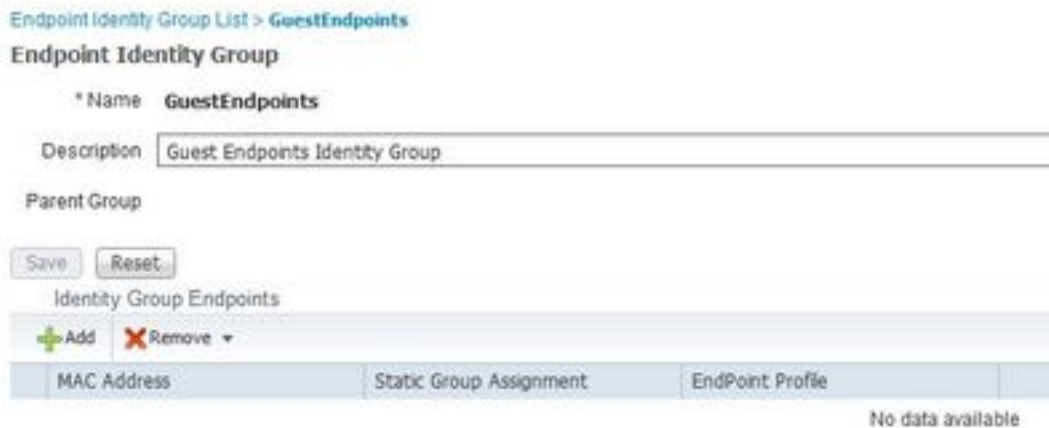 Endpoint Identity Group List > GuestEndpoints
Endpoint Identity Group
* Name GuestEndpoints
Description Guest Endpoints Identity Group
Parent Group
Save Reset
Identity Group Endpoints
Add Remove
MAC Address Static Group Assignment EndPoint Profile
No data available